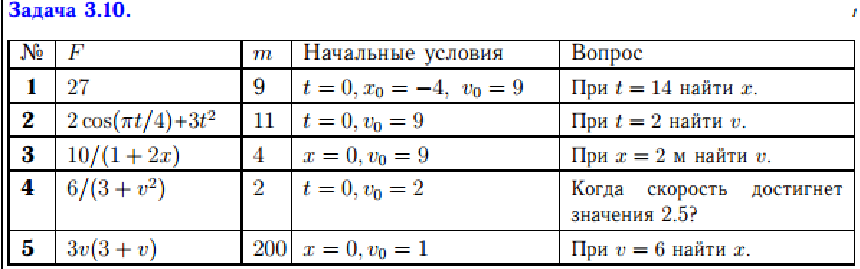 Задача 3.10.
№ F m Начальные условия Вопрос
1 27 9 t = 0, x₀ = −4, v₀ = 9 При t = 14 найти x.
2 2 cos(πt/4)+3t² 11 t = 0, v₀ = 9 При t = 2 найти v.
3 10/(1 + 2x) 4 x = 0, v₀ = 9 При x = 2 м найти v.
4 6/(3 + v²) 2 t = 0, v₀ = 2 Когда скорость достигнет
значения 2.5?
5 3v(3 + v) 200 x = 0, v₀ = 1 При v = 6 найти x.